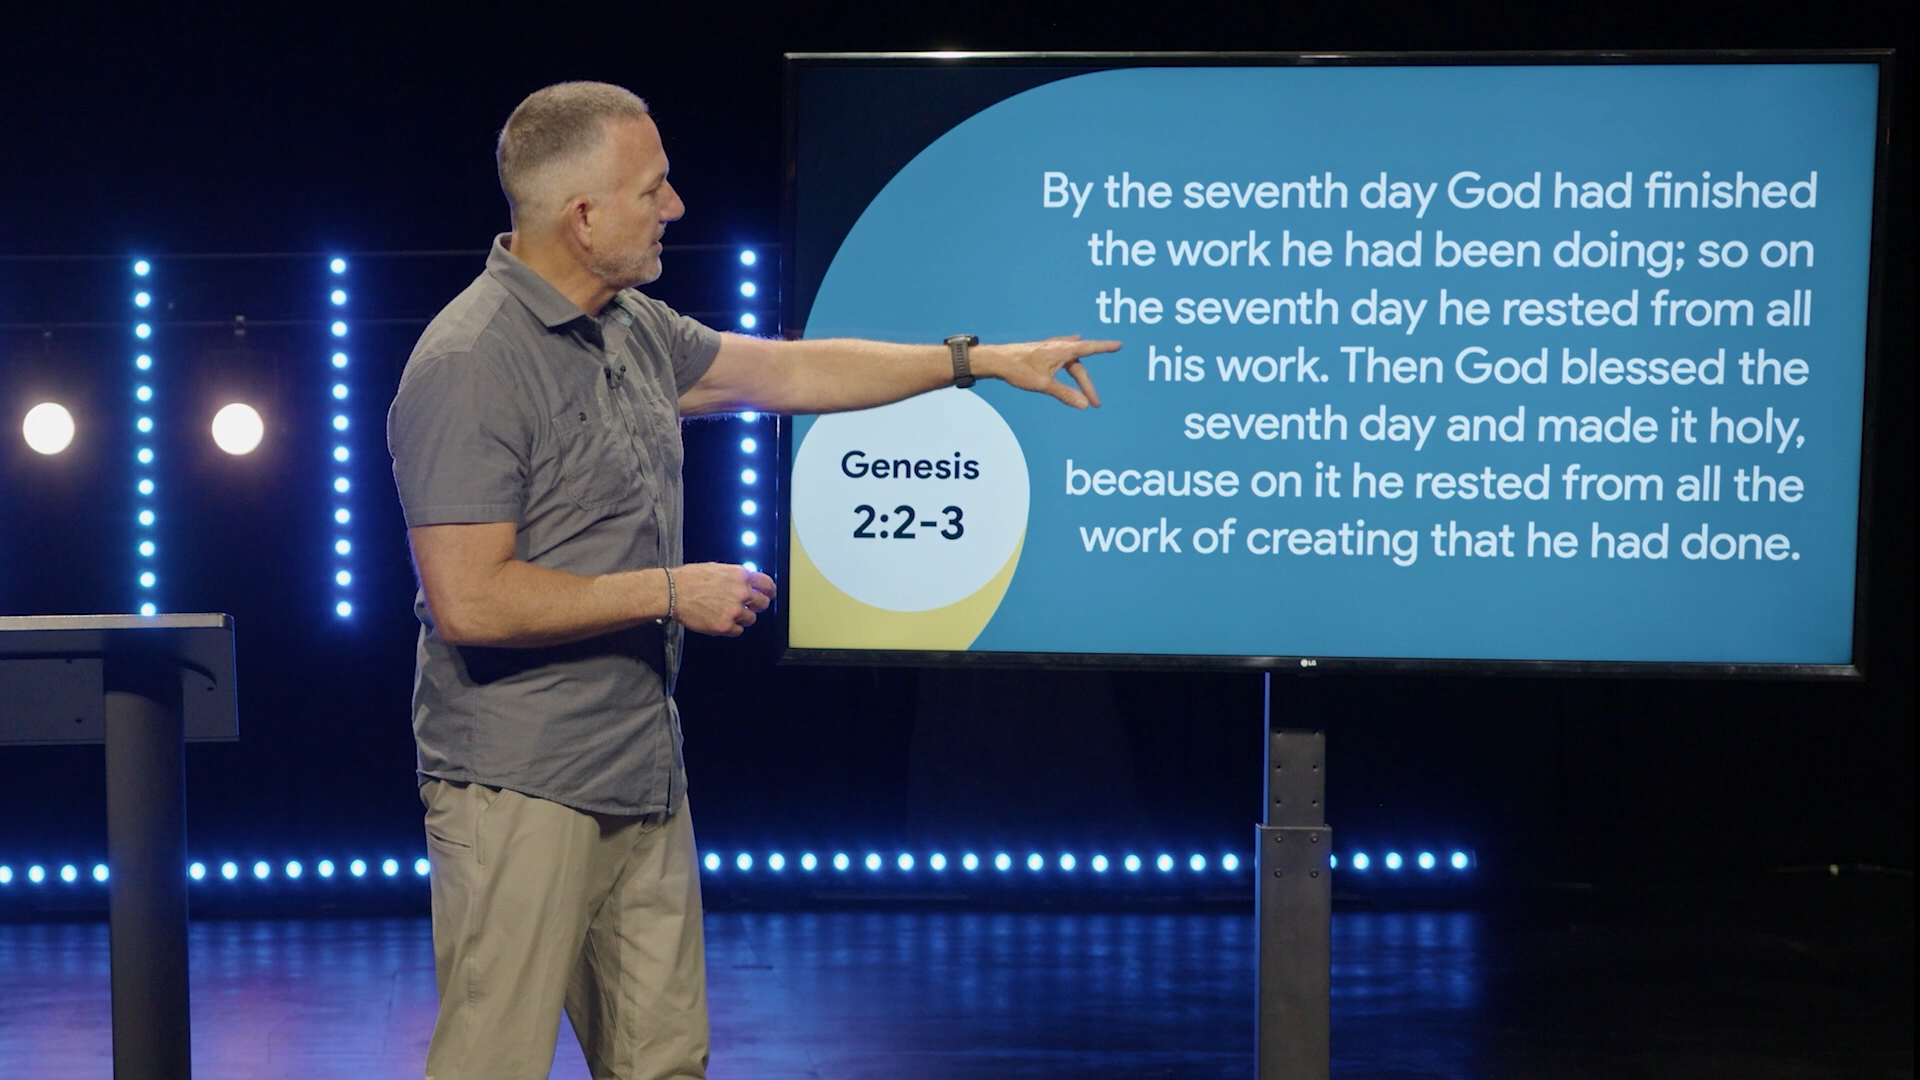 By the seventh day God had finished
the work he had been doing; so on
the seventh day he rested from all
his work. Then God blessed the
seventh day and made it holy,
because on it he rested from all the
work of creating that he had done.
Genesis
2:2-3
LG